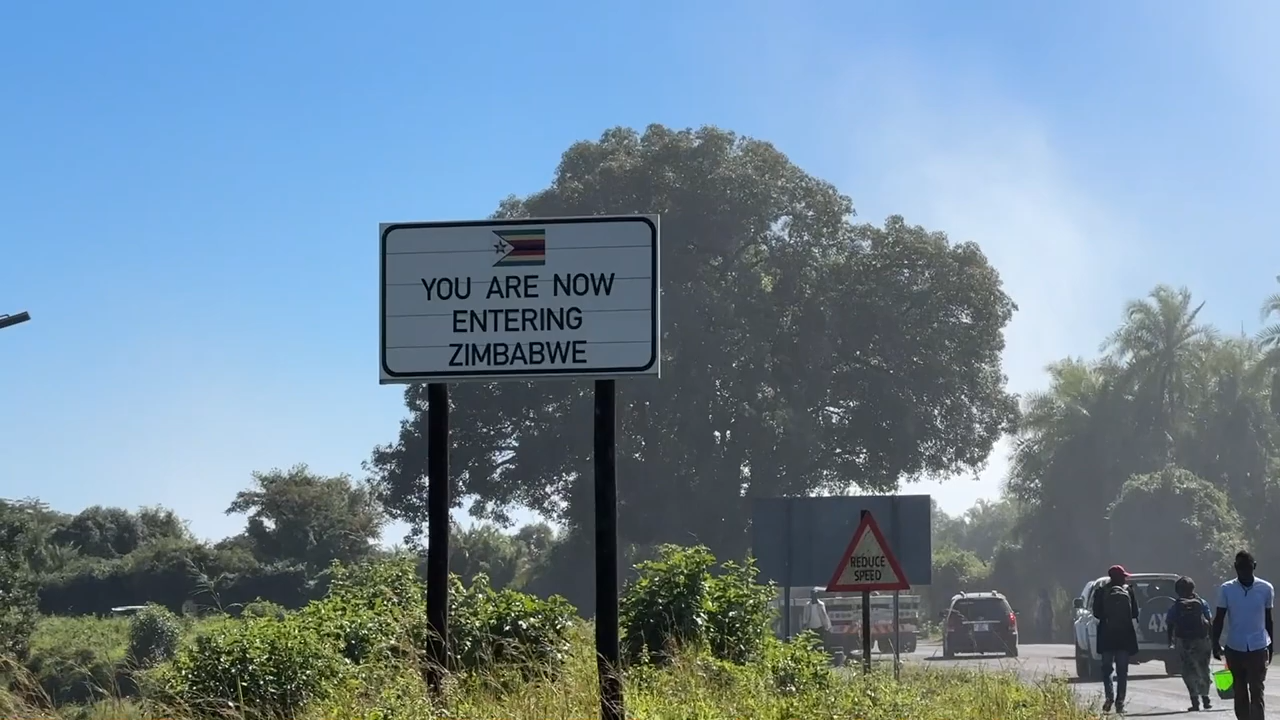 YOU ARE NOW
ENTERING
ZIMBABWE
REDUCE
SPEED
4X